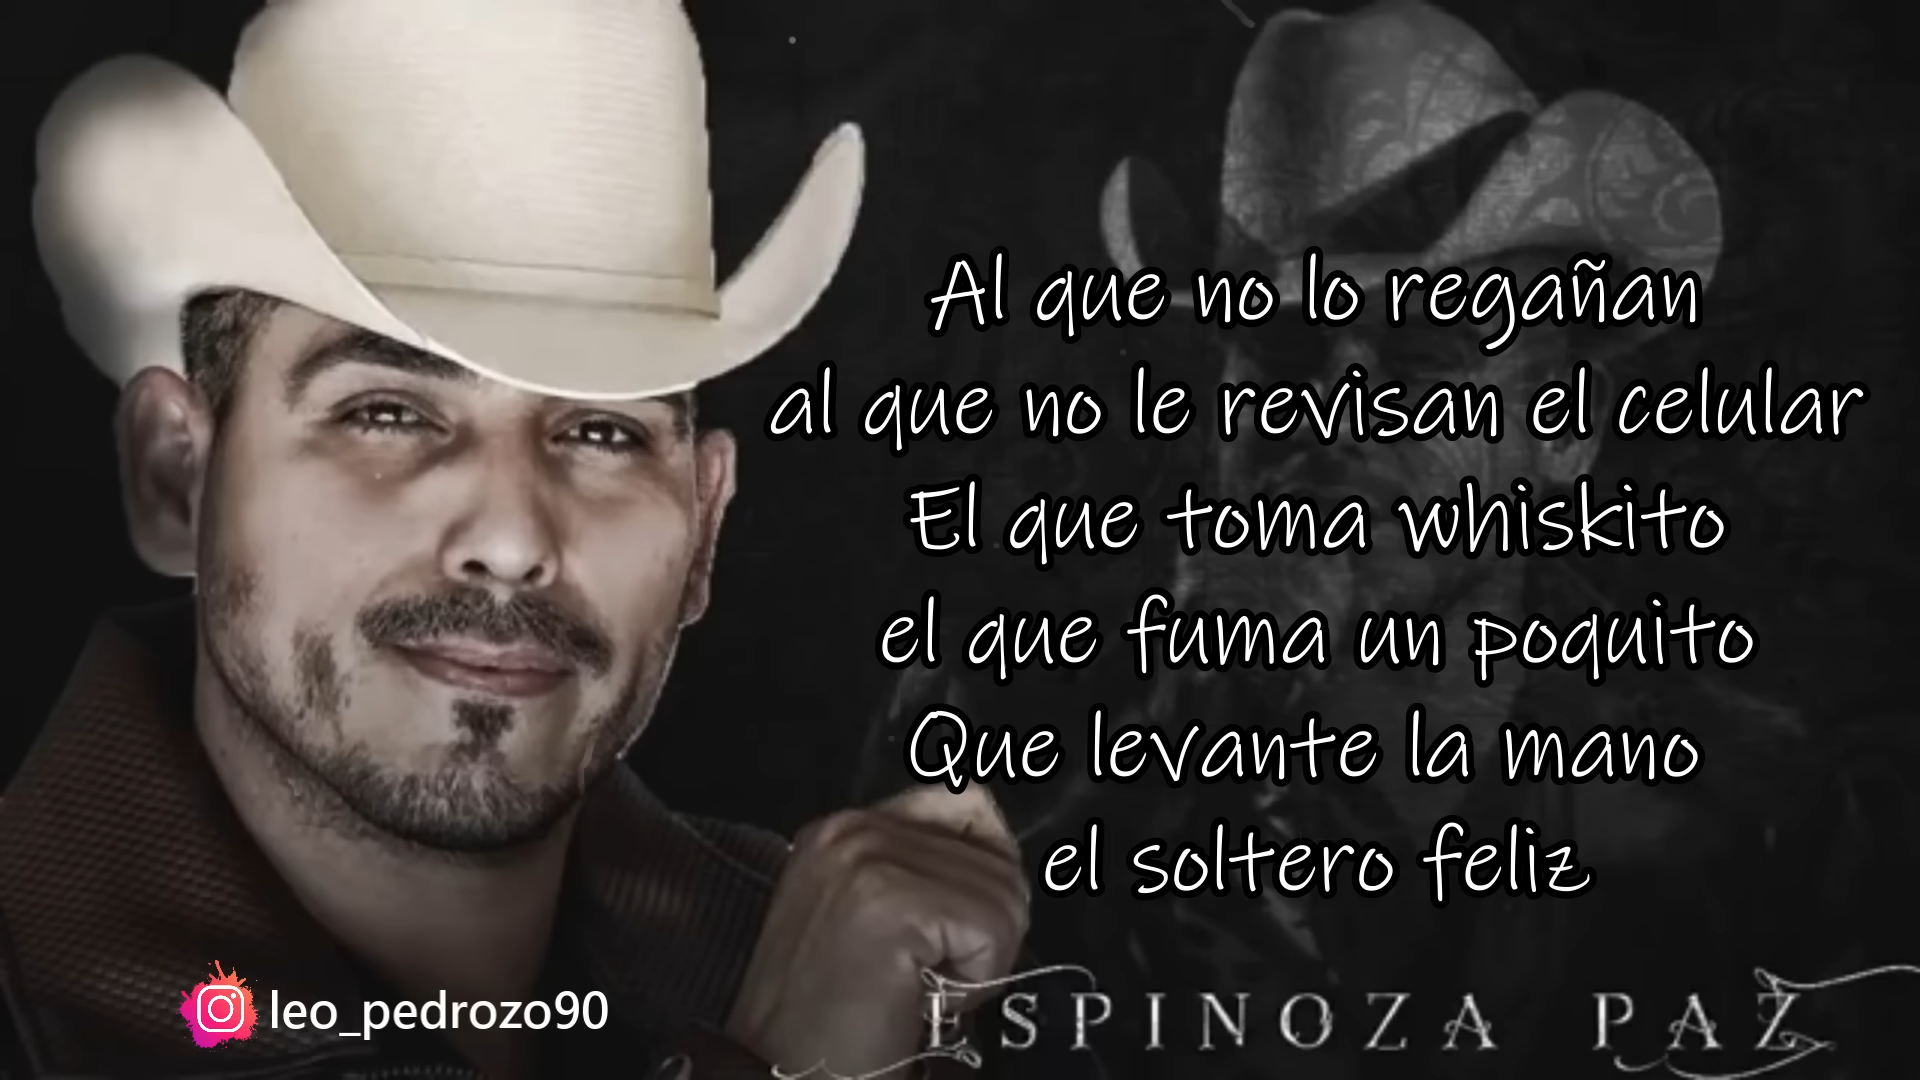 Al que no lo regañan
al que no le revisan el celular
El que toma whiskito
el que fuma un poquito
Que levante la mano
el soltero feliz
leo_pedrozo90
ESPINOZA PAZ